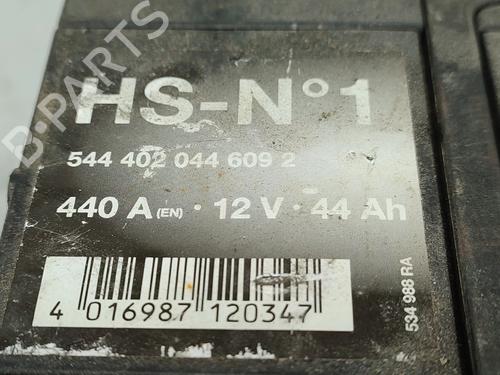 HS-N°1
544 402 044 609 2
440 A (EN) · 12 V · 44 Ah
4 016987 120347
534 988 RA
B-PARTS